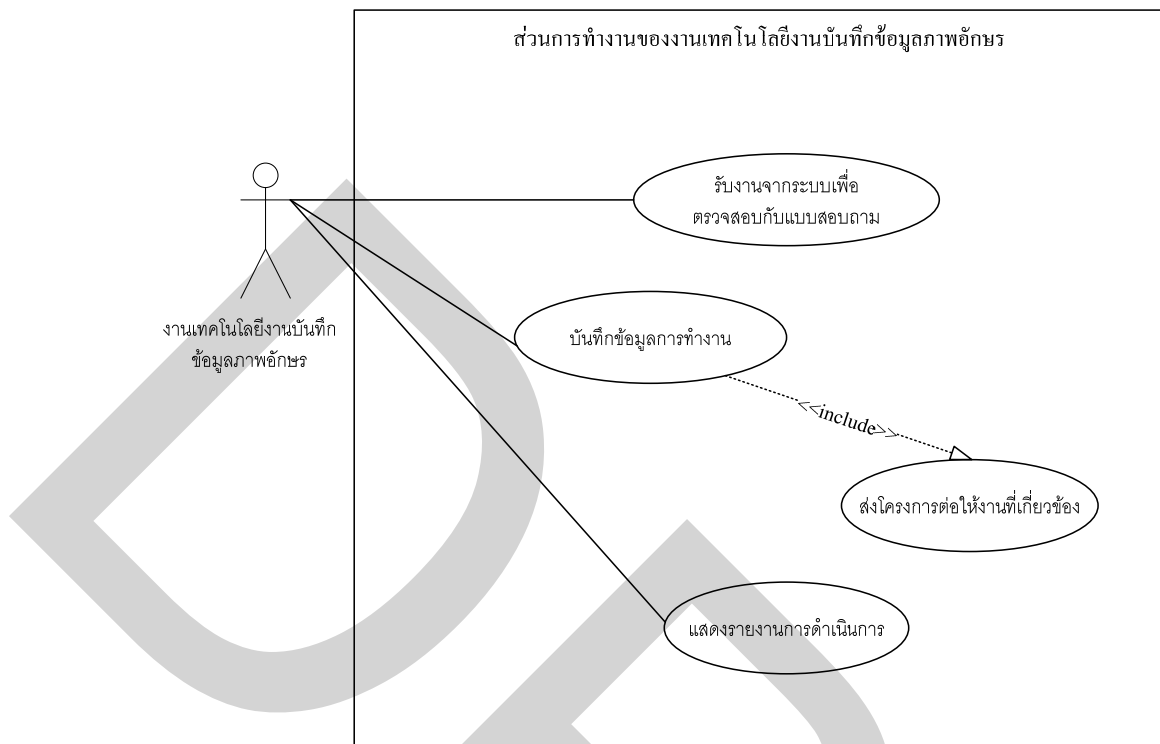 ส่วนการทำงานของงานเทคโนโลยีงานบันทึกข้อมูลภาพอักษร
รับงานจากระบบเพื่อ
ตรวจสอบกับแบบสอบถาม
งานเทคโนโลยีงานบันทึก
ข้อมูลภาพอักษร
บันทึกข้อมูลการทำงาน
<<include>>
ส่งโครงการต่อให้งานที่เกี่ยวข้อง
แสดงรายงานการดำเนินการ